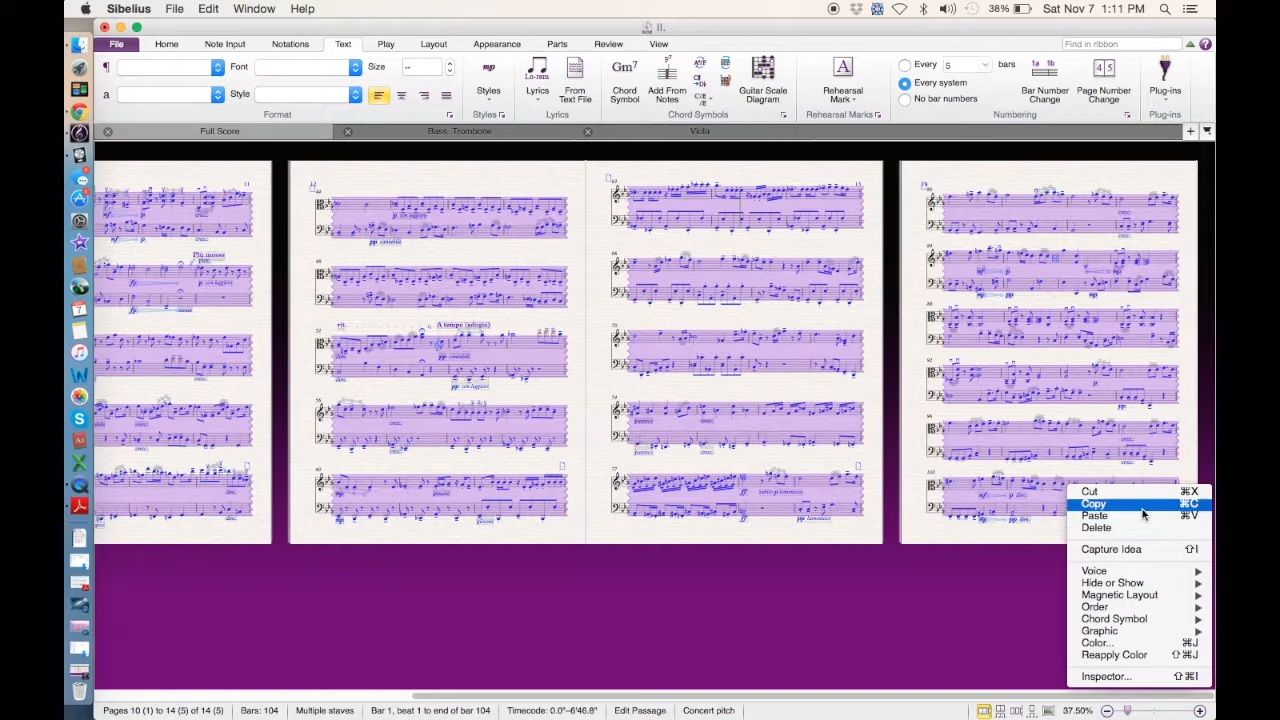 Sibelius File Edit Window Help 38% Sat Nov 7 1:11 PM
II.
File Home Note Input Notations Text Play Layout Appearance Parts Review View Find in ribbon
Font Size --
a Style
Format
Styles
Styles
Lo-rem
Lyrics
From Text File
Lyrics
Gm7
Chord Symbol
Add From Notes
Guitar Scale Diagram
Chord Symbols
A
Rehearsal Mark
Rehearsal Marks
Every 5 bars
Every system
No bar numbers
Bar Number Change
Page Number Change
Numbering
Plug-ins
Plug-ins
Full Score Bass Trombone Viola
Più mosso
rit. A tempo (adagio)
Cut ⌘X
Copy ⌘C
Paste ⌘V
Delete
Capture Idea ⇧I
Voice
Hide or Show
Magnetic Layout
Order
Chord Symbol
Graphic
Color... ⌘J
Reapply Color ⇧⌘J
Inspector... ⇧⌘I
Pages 10 (1) to 14 (5) of 14 (5) Bars: 104 Multiple staves Bar 1, beat 1 to end of bar 104 Timecode: 0.0"–6'46.8" Edit Passage Concert pitch 37.50%